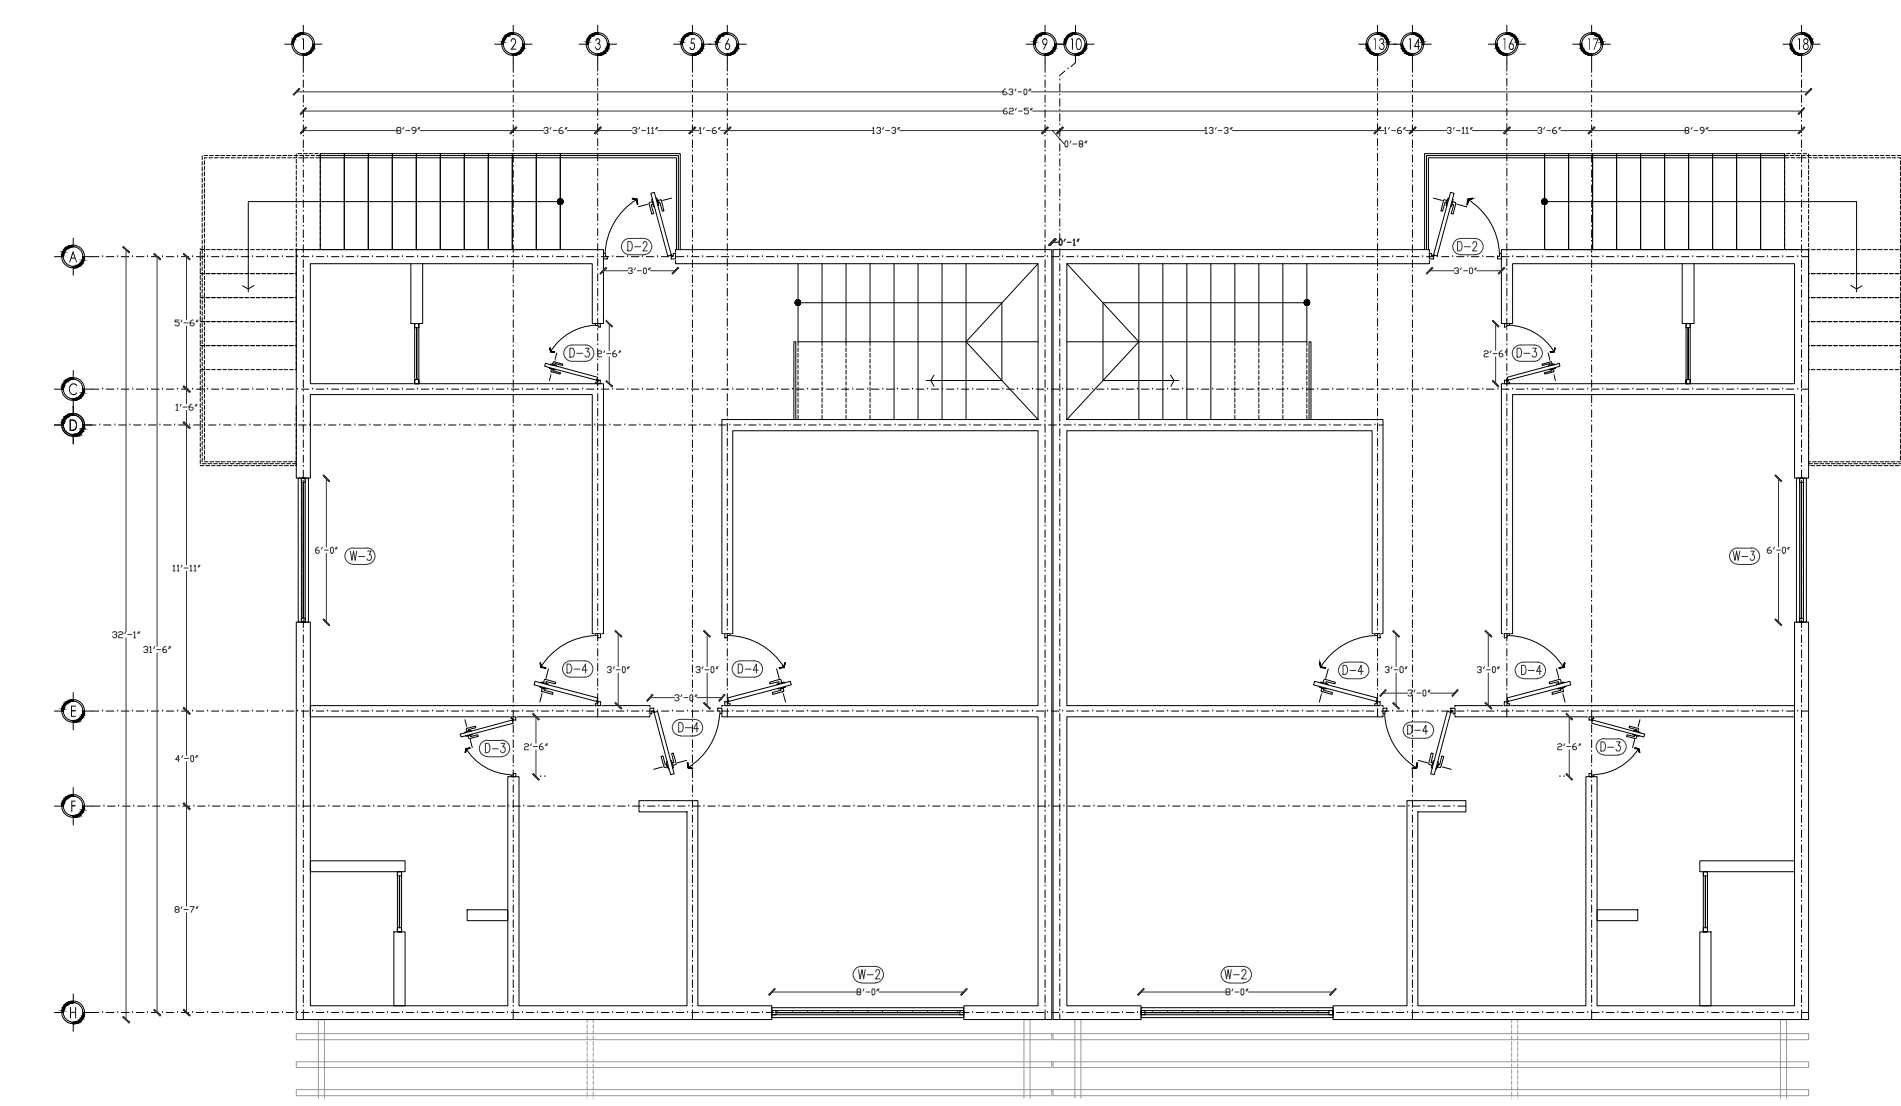 1 2 3 5 6 9 10 13 14 16 17 18
63'-0"
62'-5"
8'-9" 3'-6" 3'-11" 1'-6" 13'-3" 13'-3" 1'-6" 3'-11" 3'-6" 8'-9"
0'-8"
D-2 0'-1" D-2
A
3'-0" 3'-0"
5'-6"
D-3 2'-6" 2'-6" D-3
C
1'-6"
D
6'-0" W-3 W-3 6'-0"
11'-11"
32'-1"
31'-6"
D-4 3'-0" 3'-0" D-4 D-4 3'-0" 3'-0" D-4
3'-0" 3'-0"
E
D-4 D-4
D-3 2'-6" 2'-6" D-3
4'-0"
F
8'-7"
W-2 W-2
8'-0" 8'-0"
H